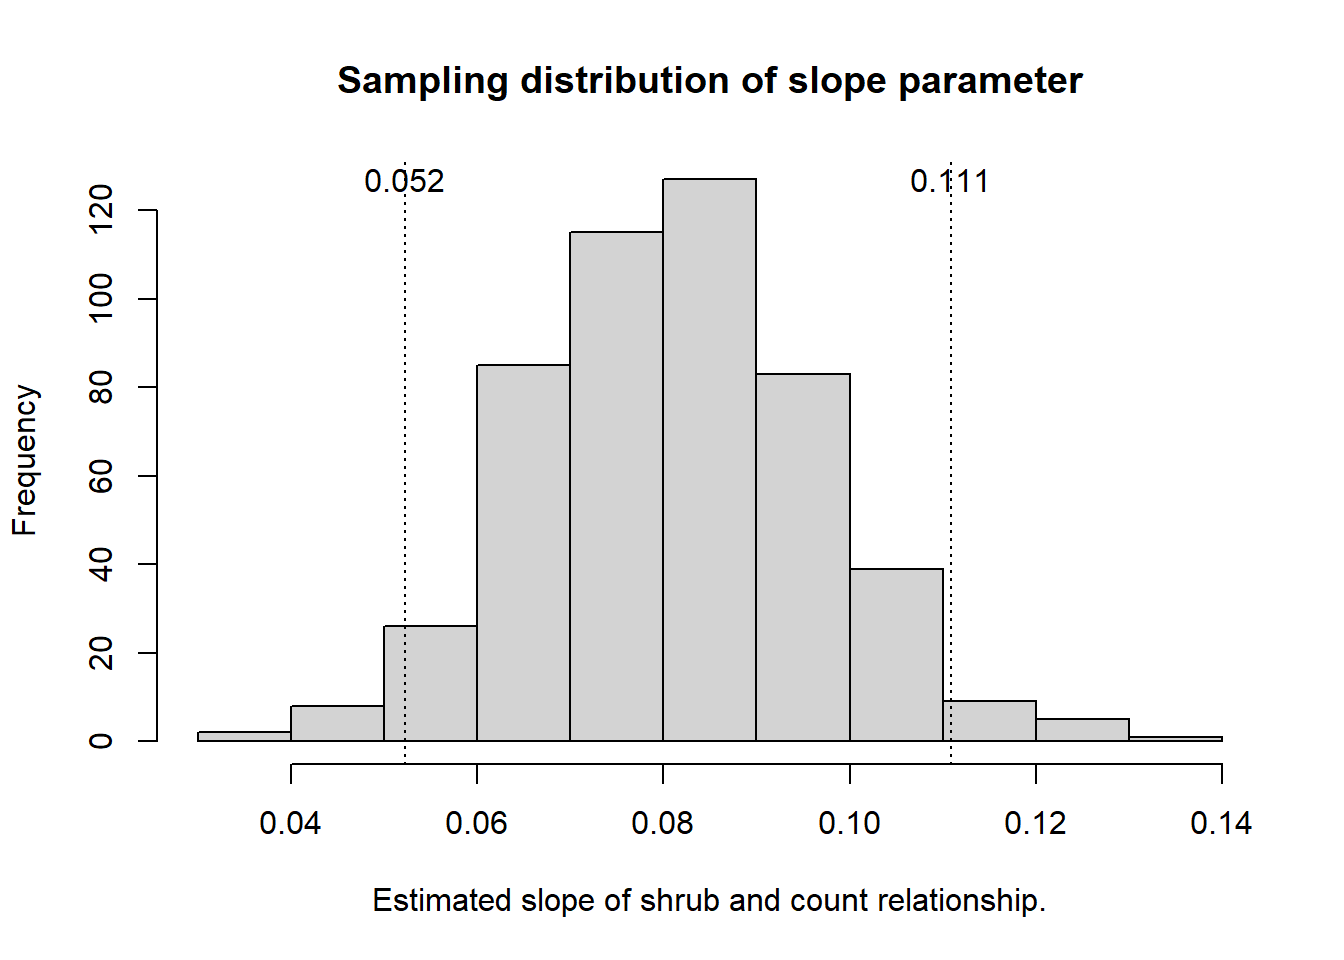 Sampling distribution of slope parameter
0.052 0.111
120
100
80
60
40
20
0
Frequency
0.04 0.06 0.08 0.10 0.12 0.14
Estimated slope of shrub and count relationship.